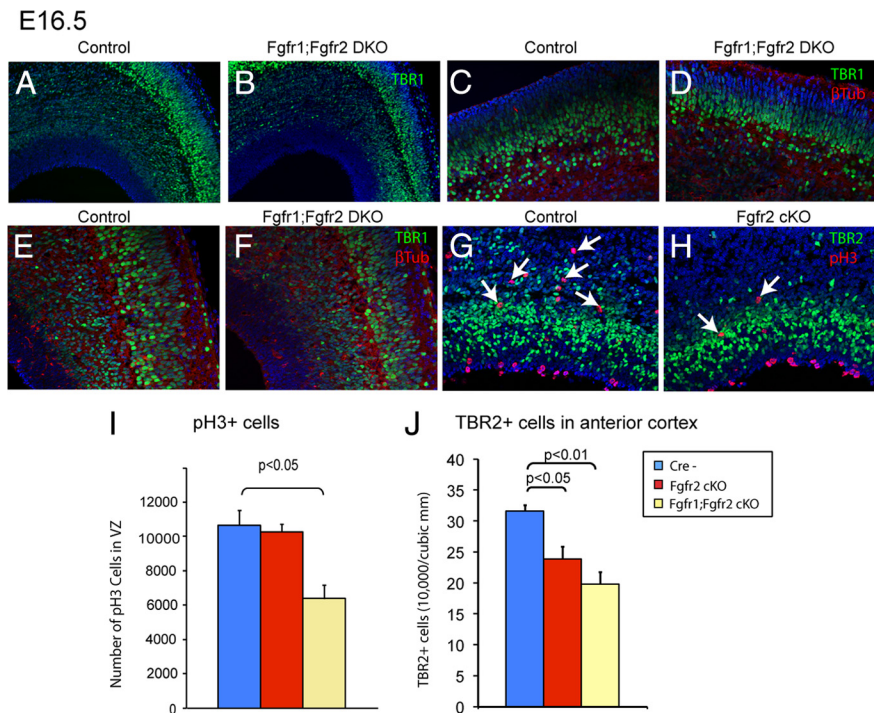 E16.5
Control
Fgfr1;Fgfr2 DKO
Control
Fgfr1;Fgfr2 DKO
A
B
TBR1
C
D
TBR1
βTub
Control
Fgfr1;Fgfr2 DKO
Control
Fgfr2 cKO
E
F
TBR1
βTub
G
H
TBR2
pH3
I
pH3+ cells
p<0.05
Number of pH3 Cells in VZ
12000
10000
8000
6000
4000
2000
0
J
TBR2+ cells in anterior cortex
p<0.01
p<0.05
TBR2+ cells (10,000/cubic mm)
40
35
30
25
20
15
10
5
0
Cre -
Fgfr2 cKO
Fgfr1;Fgfr2 cKO